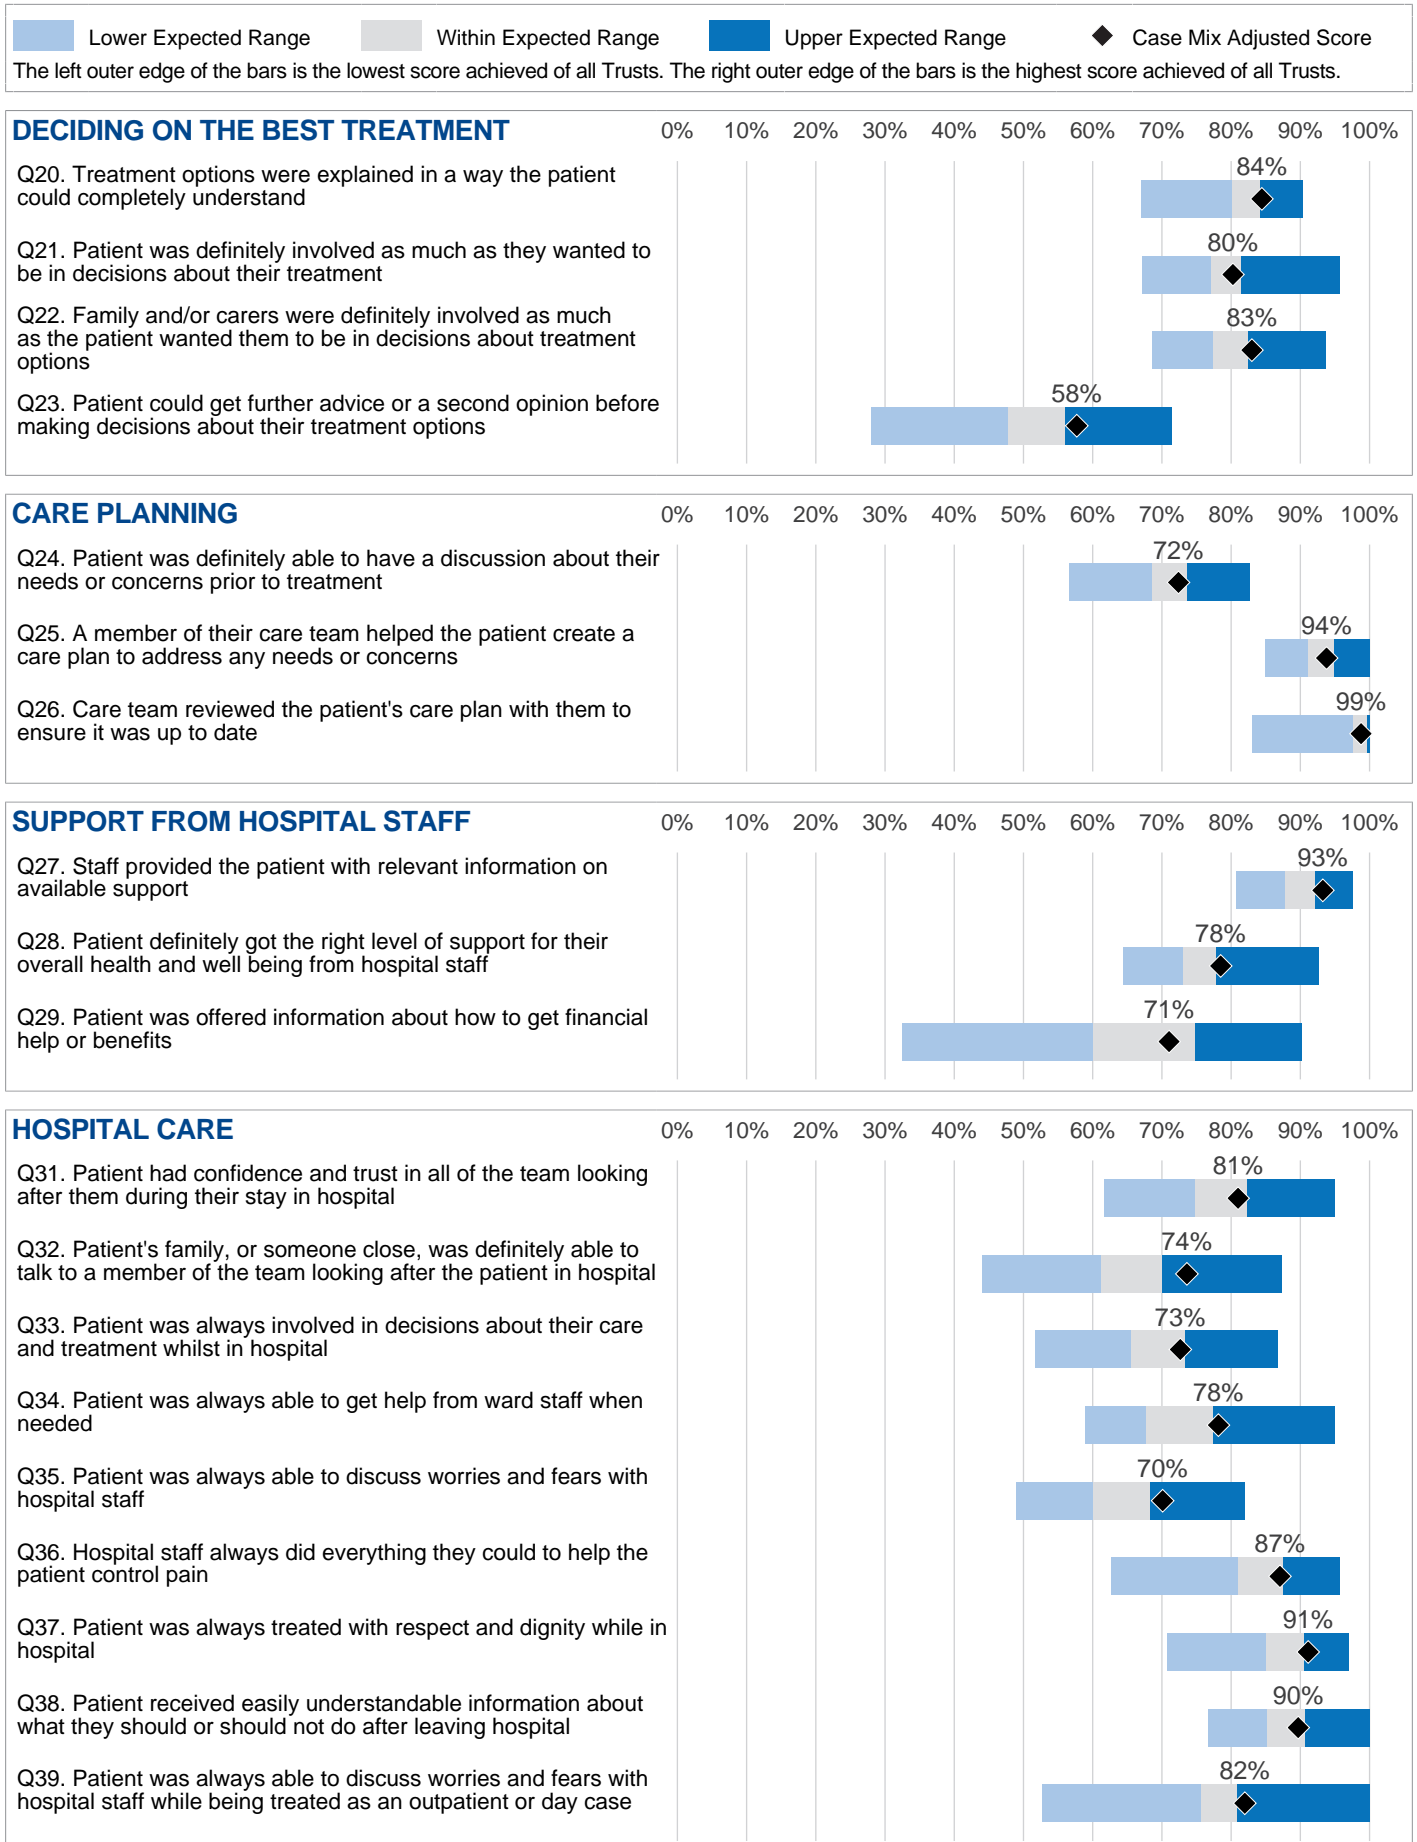 Lower Expected Range Within Expected Range Upper Expected Range Case Mix Adjusted Score
The left outer edge of the bars is the lowest score achieved of all Trusts. The right outer edge of the bars is the highest score achieved of all Trusts.
DECIDING ON THE BEST TREATMENT 0% 10% 20% 30% 40% 50% 60% 70% 80% 90% 100%
Q20. Treatment options were explained in a way the patient
could completely understand
84%
Q21. Patient was definitely involved as much as they wanted to
be in decisions about their treatment
80%
Q22. Family and/or carers were definitely involved as much
as the patient wanted them to be in decisions about treatment
options
83%
Q23. Patient could get further advice or a second opinion before
making decisions about their treatment options
58%
CARE PLANNING 0% 10% 20% 30% 40% 50% 60% 70% 80% 90% 100%
Q24. Patient was definitely able to have a discussion about their
needs or concerns prior to treatment
72%
Q25. A member of their care team helped the patient create a
care plan to address any needs or concerns
94%
Q26. Care team reviewed the patient's care plan with them to
ensure it was up to date
99%
SUPPORT FROM HOSPITAL STAFF 0% 10% 20% 30% 40% 50% 60% 70% 80% 90% 100%
Q27. Staff provided the patient with relevant information on
available support
93%
Q28. Patient definitely got the right level of support for their
overall health and well being from hospital staff
78%
Q29. Patient was offered information about how to get financial
help or benefits
71%
HOSPITAL CARE 0% 10% 20% 30% 40% 50% 60% 70% 80% 90% 100%
Q31. Patient had confidence and trust in all of the team looking
after them during their stay in hospital
81%
Q32. Patient's family, or someone close, was definitely able to
talk to a member of the team looking after the patient in hospital
74%
Q33. Patient was always involved in decisions about their care
and treatment whilst in hospital
73%
Q34. Patient was always able to get help from ward staff when
needed
78%
Q35. Patient was always able to discuss worries and fears with
hospital staff
70%
Q36. Hospital staff always did everything they could to help the
patient control pain
87%
Q37. Patient was always treated with respect and dignity while in
hospital
91%
Q38. Patient received easily understandable information about
what they should or should not do after leaving hospital
90%
Q39. Patient was always able to discuss worries and fears with
hospital staff while being treated as an outpatient or day case
82%